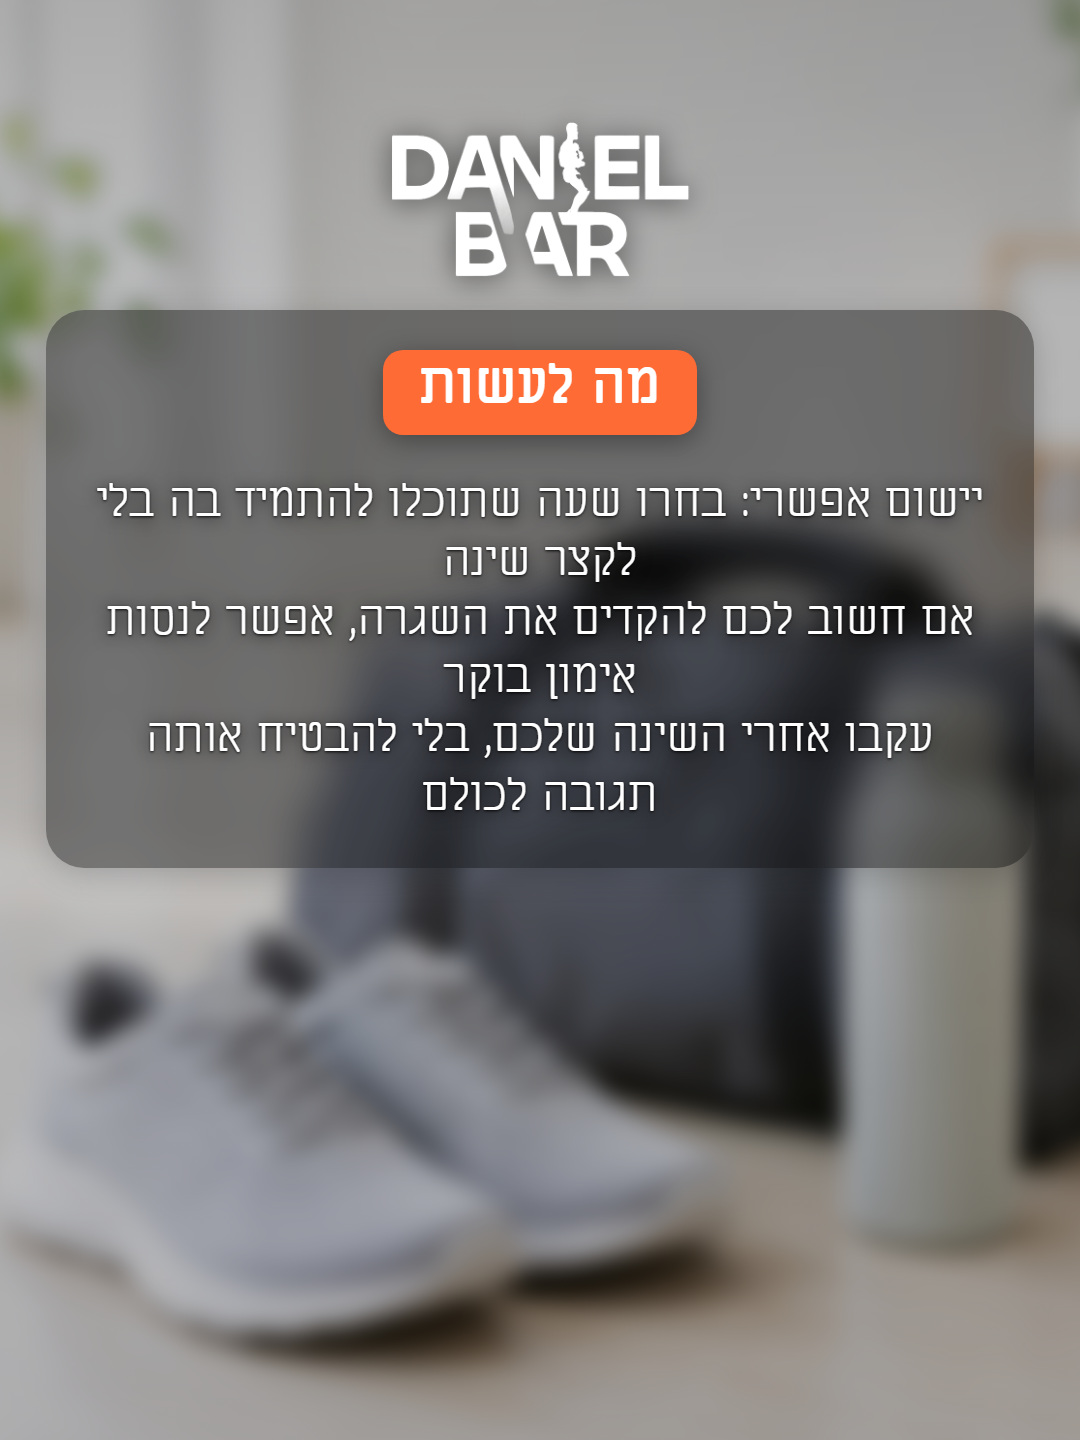 DANIEL
BAR
מה לעשות
יישום אפשרי: בחרו שעה שתוכלו להתמיד בה בלי
לקצר שינה
אם חשוב לכם להקדים את השגרה, אפשר לנסות
אימון בוקר
עקבו אחרי השינה שלכם, בלי להבטיח אותה
תגובה לכולם